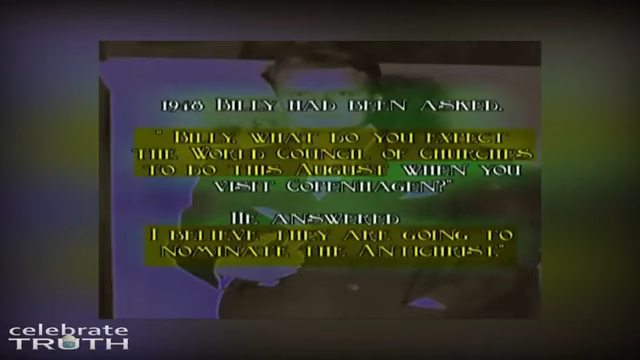 1948 BILLY HAD BEEN ASKED,
" BILLY, WHAT DO YOU EXPECT
THE WORLD COUNCIL OF CHURCHES
TO DO THIS AUGUST WHEN YOU
VISIT COPENHAGEN?"
HE ANSWERED
I BELIEVE THEY ARE GOING TO
NOMINATE THE ANTICHRIST"
celebrate
TRUTH